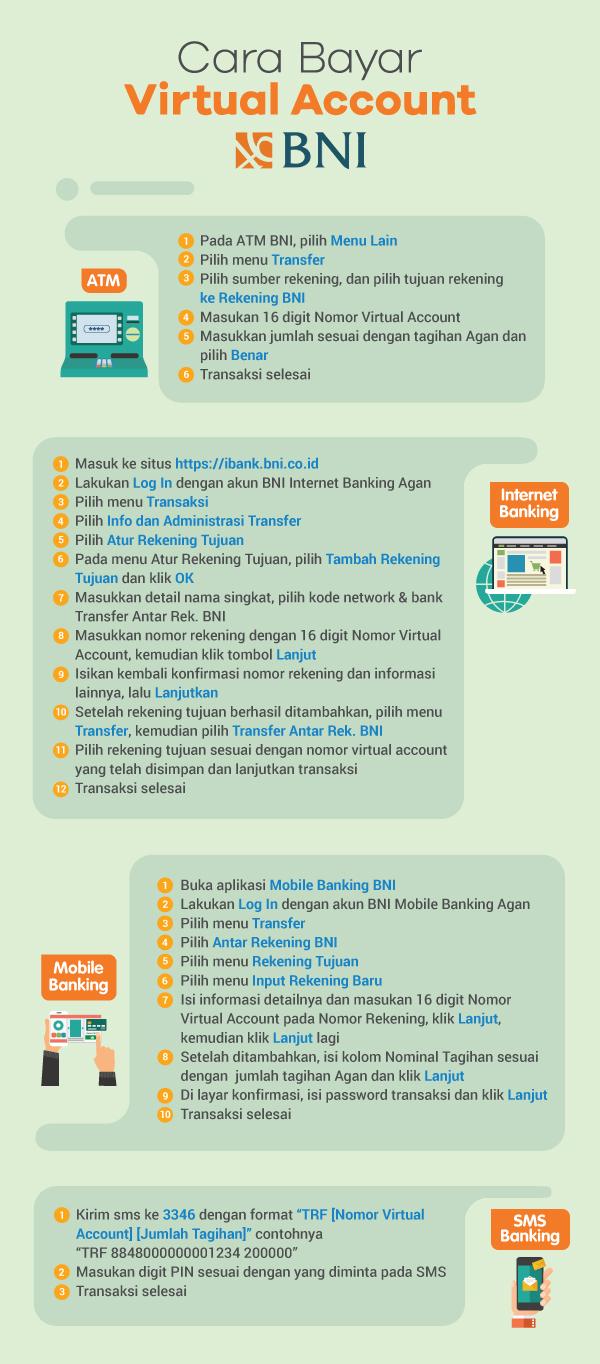 Cara Bayar
Virtual Account
BNI
ATM
1 Pada ATM BNI, pilih Menu Lain
2 Pilih menu Transfer
3 Pilih sumber rekening, dan pilih tujuan rekening
ke Rekening BNI
4 Masukan 16 digit Nomor Virtual Account
5 Masukkan jumlah sesuai dengan tagihan Agan dan
pilih Benar
6 Transaksi selesai
Internet
Banking
1 Masuk ke situs https://ibank.bni.co.id
2 Lakukan Log In dengan akun BNI Internet Banking Agan
3 Pilih menu Transaksi
4 Pilih Info dan Administrasi Transfer
5 Pilih Atur Rekening Tujuan
6 Pada menu Atur Rekening Tujuan, pilih Tambah Rekening
Tujuan dan klik OK
7 Masukkan detail nama singkat, pilih kode network & bank
Transfer Antar Rek. BNI
8 Masukkan nomor rekening dengan 16 digit Nomor Virtual
Account, kemudian klik tombol Lanjut
9 Isikan kembali konfirmasi nomor rekening dan informasi
lainnya, lalu Lanjutkan
10 Setelah rekening tujuan berhasil ditambahkan, pilih menu
Transfer, kemudian pilih Transfer Antar Rek. BNI
11 Pilih rekening tujuan sesuai dengan nomor virtual account
yang telah disimpan dan lanjutkan transaksi
12 Transaksi selesai
Mobile
Banking
1 Buka aplikasi Mobile Banking BNI
2 Lakukan Log In dengan akun BNI Mobile Banking Agan
3 Pilih menu Transfer
4 Pilih Antar Rekening BNI
5 Pilih menu Rekening Tujuan
6 Pilih menu Input Rekening Baru
7 Isi informasi detailnya dan masukan 16 digit Nomor
Virtual Account pada Nomor Rekening, klik Lanjut,
kemudian klik Lanjut lagi
8 Setelah ditambahkan, isi kolom Nominal Tagihan sesuai
dengan jumlah tagihan Agan dan klik Lanjut
9 Di layar konfirmasi, isi password transaksi dan klik Lanjut
10 Transaksi selesai
SMS
Banking
1 Kirim sms ke 3346 dengan format “TRF [Nomor Virtual
Account] [Jumlah Tagihan]” contohnya
“TRF 8848000000001234 200000”
2 Masukan digit PIN sesuai dengan yang diminta pada SMS
3 Transaksi selesai